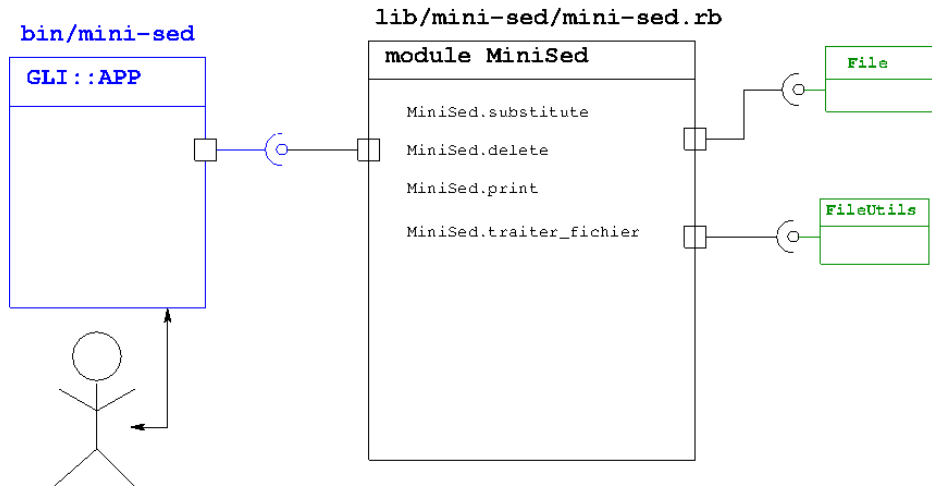 lib/mini-sed/mini-sed.rb
bin/mini-sed
module MiniSed
GLI::APP
File
MiniSed.substitute
MiniSed.delete
MiniSed.print
FileUtils
MiniSed.traiter_fichier